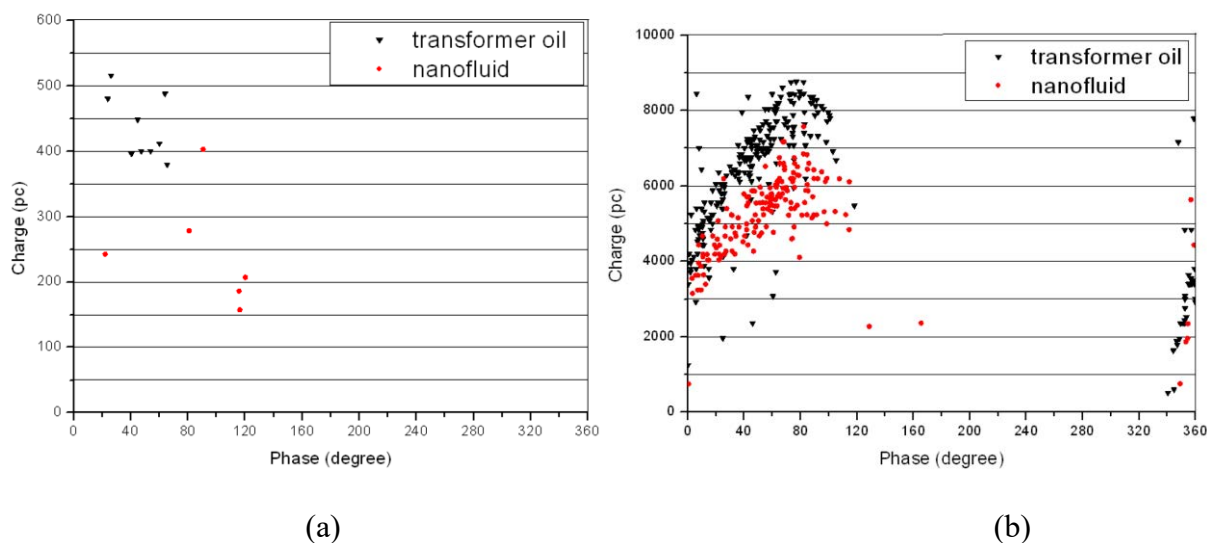 600
500
400
300
200
100
0
Charge (pc)
transformer oil
nanofluid
0 40 80 120 160 200 240 280 320 360
Phase (degree)
(a)
10000
8000
6000
4000
2000
0
Charge (pc)
transformer oil
nanofluid
0 40 80 120 160 200 240 280 320 360
Phase (degree)
(b)